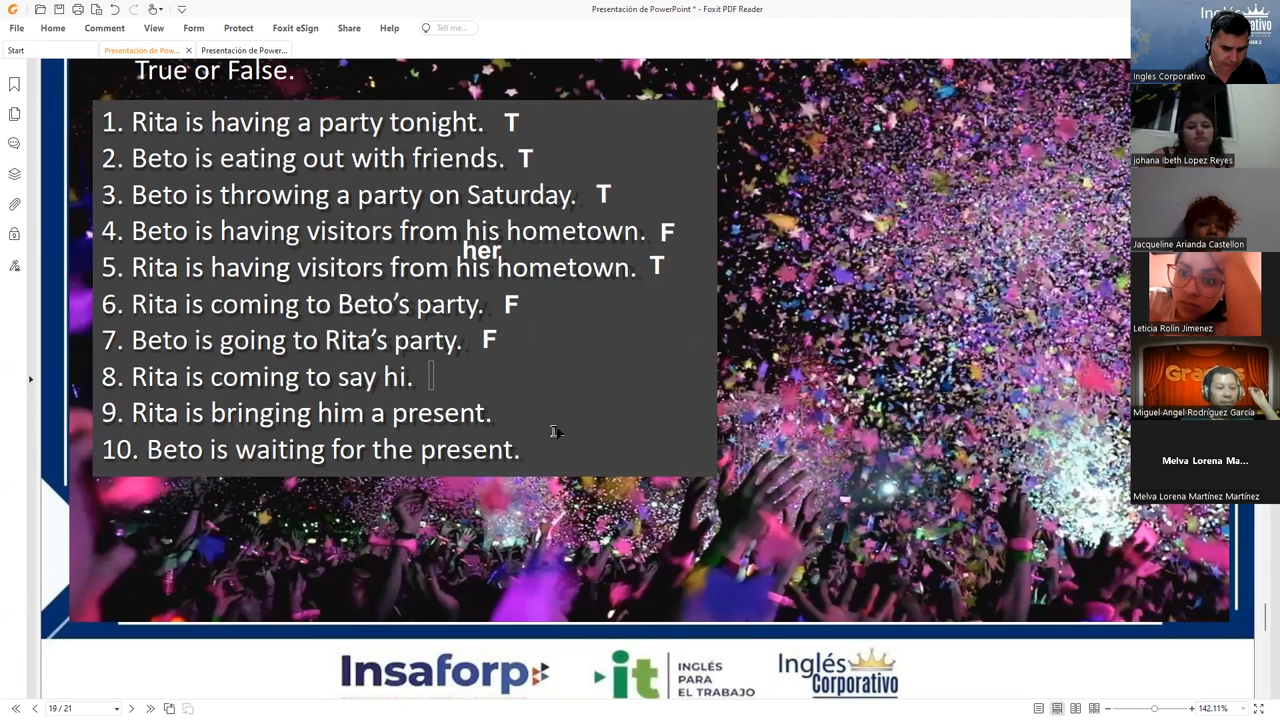 Presentación de PowerPoint * - Foxit PDF Reader
File Home Comment View Form Protect Foxit eSign Share Help Tell me...
Start Presentación de Pow... × Presentación de Power...
True or False.
1. Rita is having a party tonight. T
2. Beto is eating out with friends. T
3. Beto is throwing a party on Saturday. T
4. Beto is having visitors from his hometown. F
her
5. Rita is having visitors from his hometown. T
6. Rita is coming to Beto’s party. F
7. Beto is going to Rita’s party. F
8. Rita is coming to say hi.
9. Rita is bringing him a present.
10. Beto is waiting for the present.
Insaforp
it
INGLÉS
PARA
EL TRABAJO
Inglés
Corporativo
Ingles Corporativo
johana Ibeth Lopez Reyes
Jacqueline Arianda Castellon
Leticia Rolin Jimenez
Miguel Angel Rodríguez García
Melva Lorena Ma...
Melva Lorena Martínez Martínez
19 / 21
142.11%